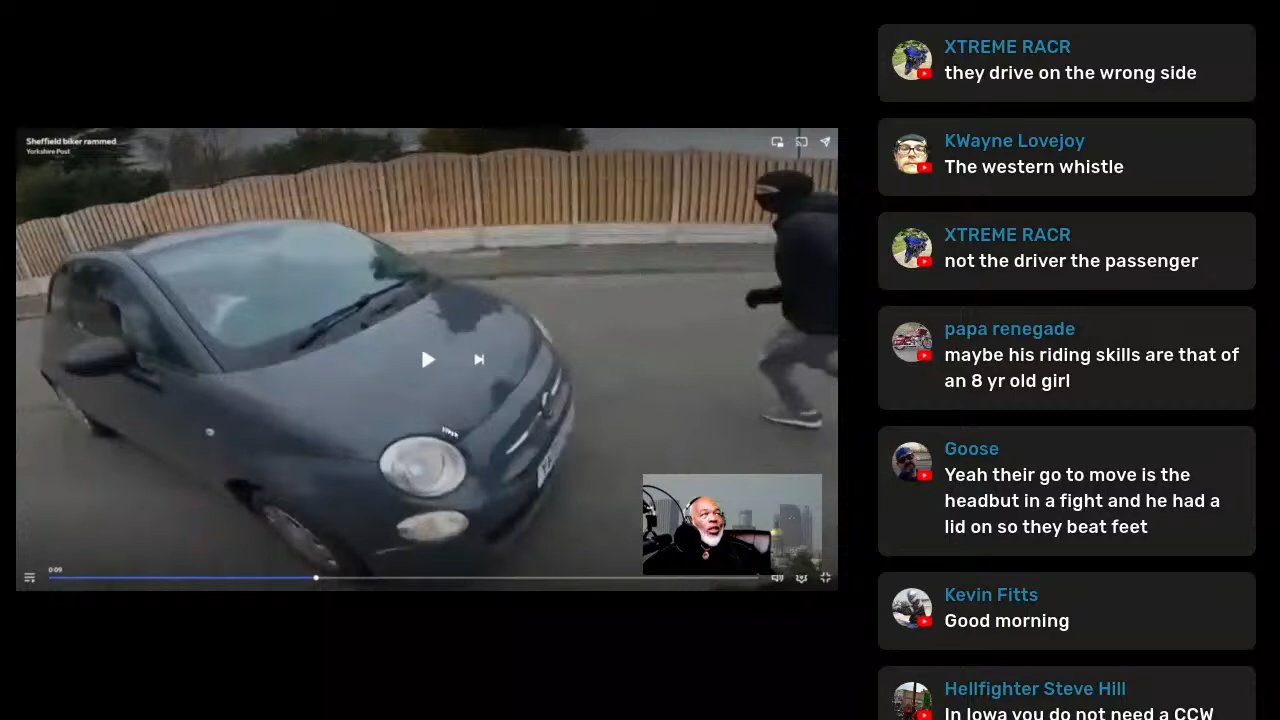 Sheffield biker rammed
Yorkshire Post
0:09
XTREME RACR
they drive on the wrong side
KWayne Lovejoy
The western whistle
XTREME RACR
not the driver the passenger
papa renegade
maybe his riding skills are that of
an 8 yr old girl
Goose
Yeah their go to move is the
headbut in a fight and he had a
lid on so they beat feet
Kevin Fitts
Good morning
Hellfighter Steve Hill
In Iowa you do not need a CCW